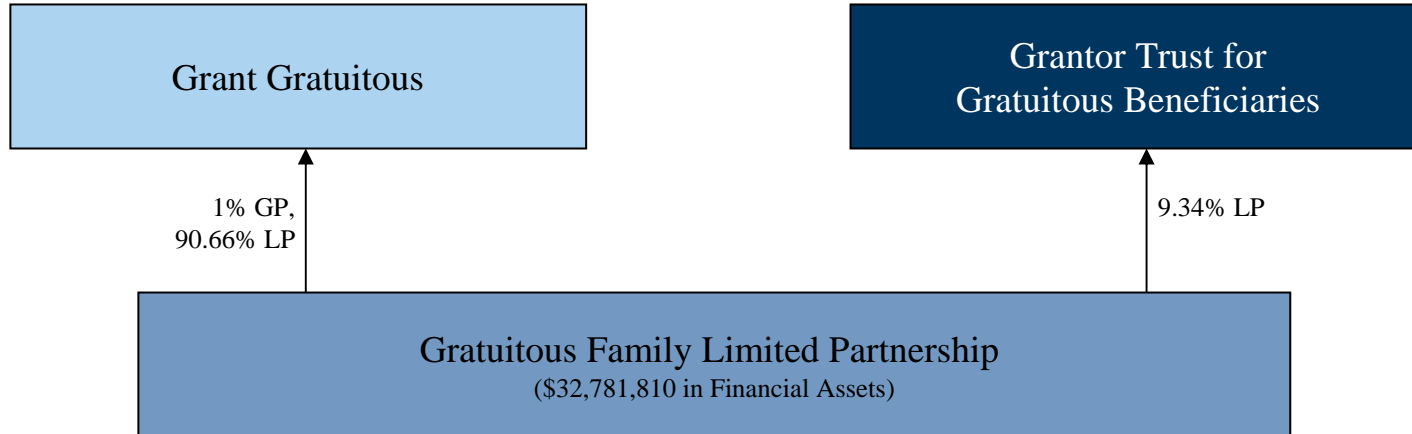 Grant Gratuitous
Grantor Trust for
Gratuitous Beneficiaries
1% GP,
90.66% LP
9.34% LP
Gratuitous Family Limited Partnership
($32,781,810 in Financial Assets)